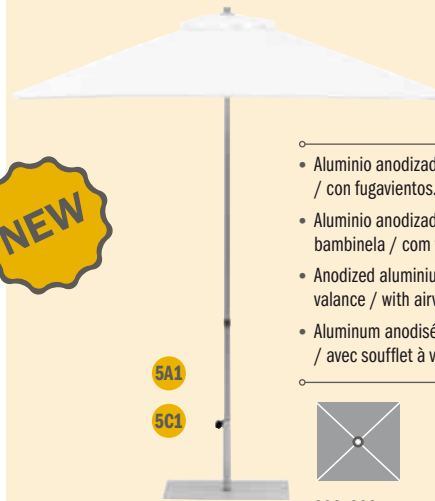 NEW
• Aluminio anodizad
/ con fugavientos.
• Aluminio anodizad
bambinela / com
• Anodized aluminiu
valance / with air
• Aluminum anodisé
/ avec soufflet à v
5A1
5C1